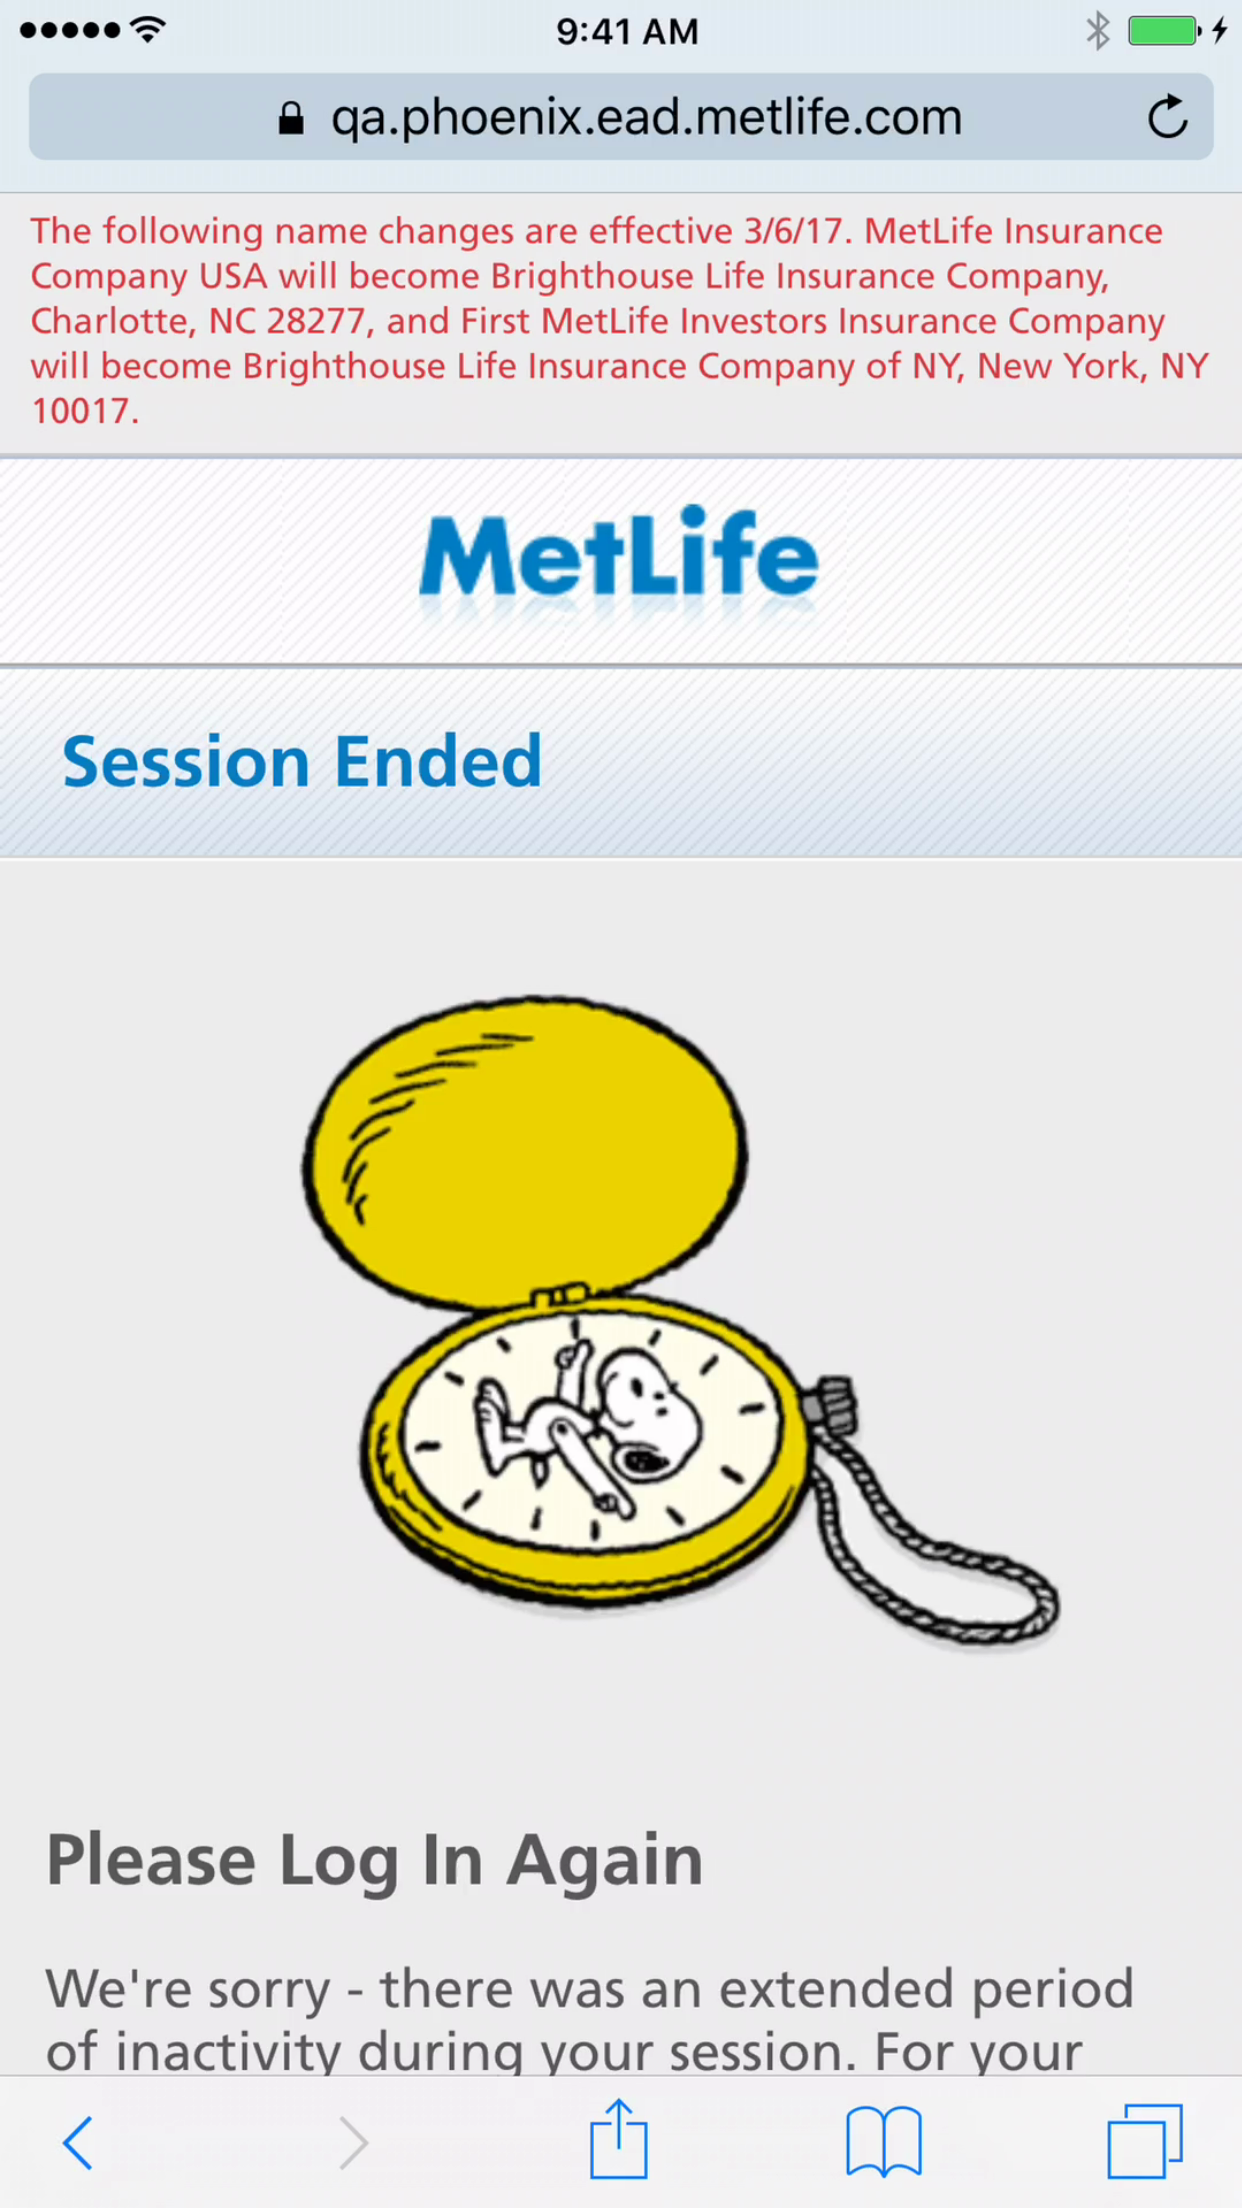 9:41 AM
qa.phoenix.ead.metlife.com
The following name changes are effective 3/6/17. MetLife Insurance
Company USA will become Brighthouse Life Insurance Company,
Charlotte, NC 28277, and First MetLife Investors Insurance Company
will become Brighthouse Life Insurance Company of NY, New York, NY
10017.
MetLife
Session Ended
Please Log In Again
We're sorry - there was an extended period
of inactivity during your session. For your